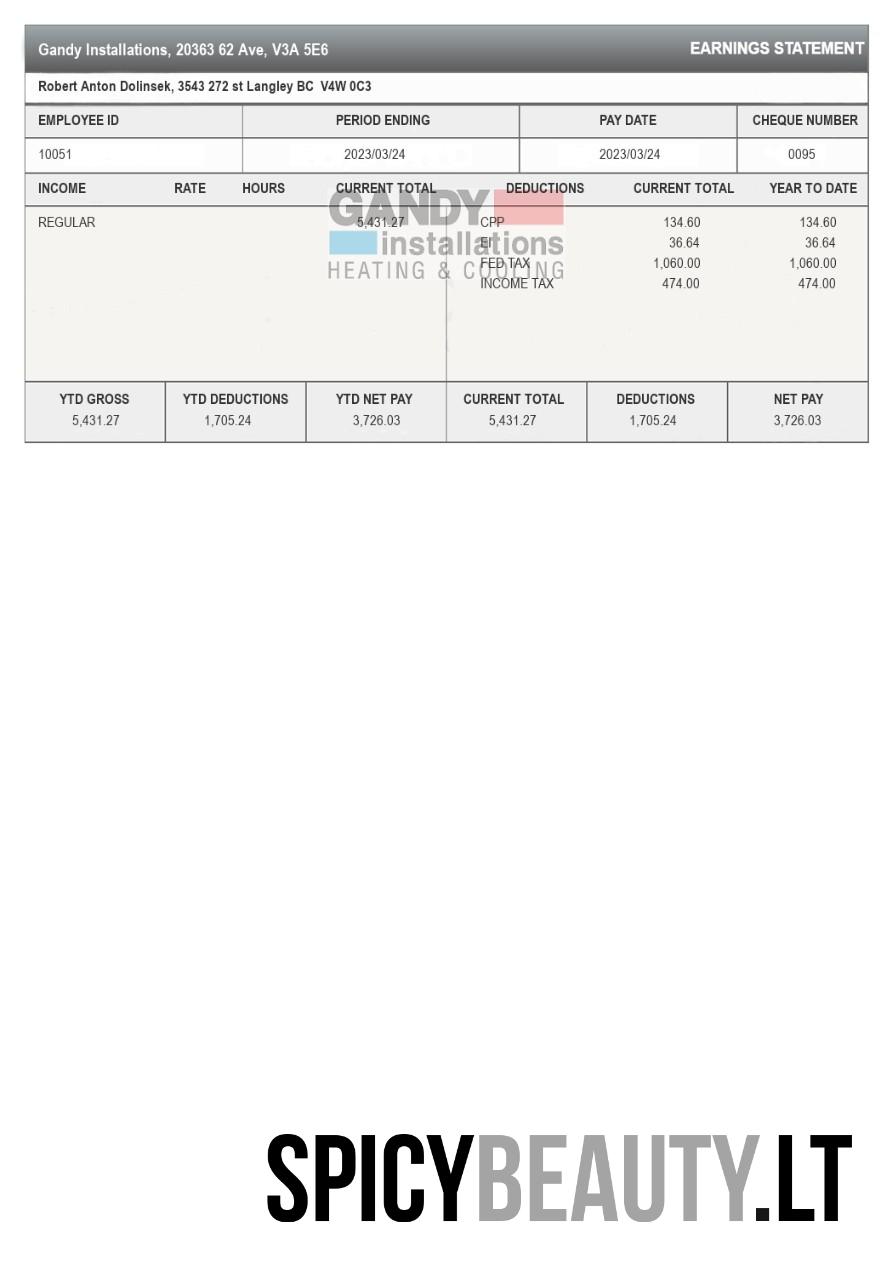 Gandy Installations, 20363 62 Ave, V3A 5E6 EARNINGS STATEMENT
Robert Anton Dolinsek, 3543 272 st Langley BC V4W 0C3
EMPLOYEE ID PERIOD ENDING PAY DATE CHEQUE NUMBER
10051 2023/03/24 2023/03/24 0095
INCOME RATE HOURS CURRENT TOTAL DEDUCTIONS CURRENT TOTAL YEAR TO DATE
GANDY
REGULAR 5,431.27 CPP 134.60 134.60
installations
EI 36.64 36.64
FED TAX 1,060.00 1,060.00
HEATING & COOLING
INCOME TAX 474.00 474.00
YTD GROSS YTD DEDUCTIONS YTD NET PAY CURRENT TOTAL DEDUCTIONS NET PAY
5,431.27 1,705.24 3,726.03 5,431.27 1,705.24 3,726.03
SPICYBEAUTY.LT